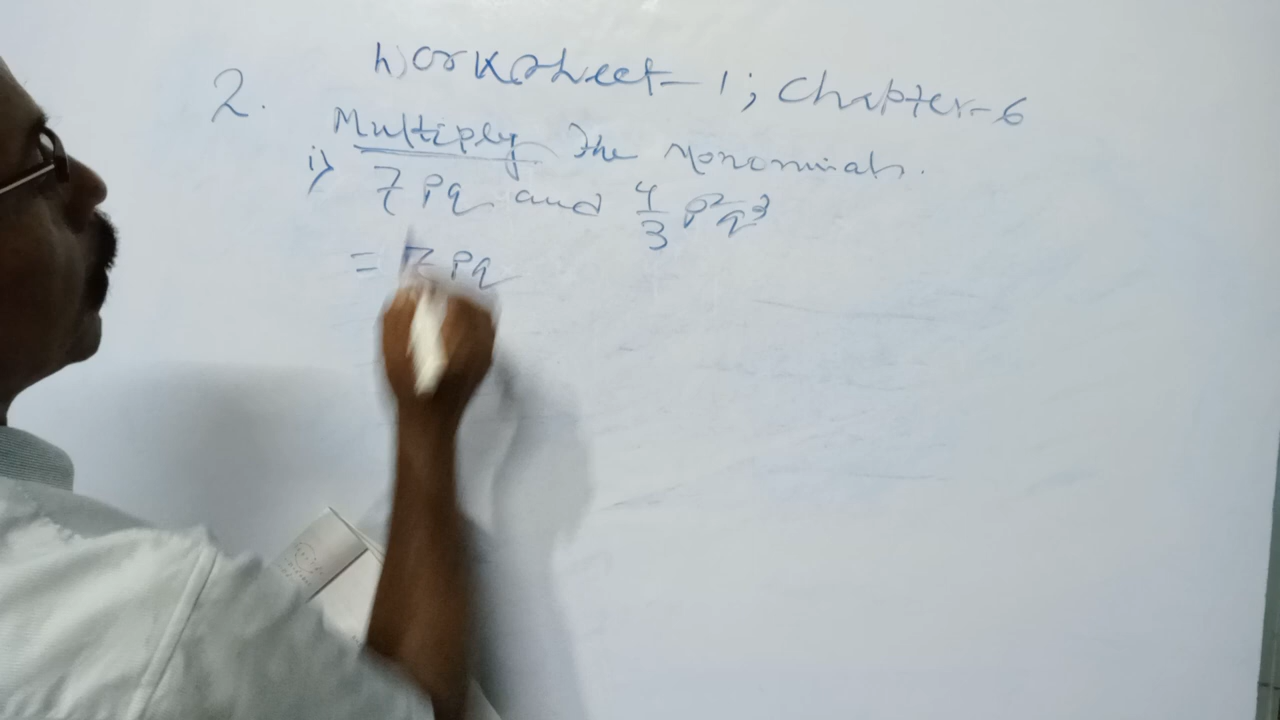 Worksheet-1; Chapter-6
2. Multiply the Monomials.
i) 7pq and 4/3 p²q³
= 7pq